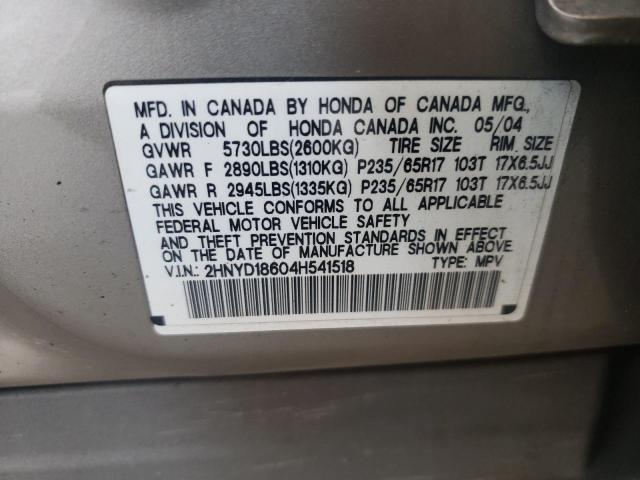 MFD. IN CANADA BY HONDA OF CANADA MFG.,
A DIVISION OF HONDA CANADA INC. 05/04
GVWR 5730LBS(2600KG) TIRE SIZE RIM SIZE
GAWR F 2890LBS(1310KG) P235/65R17 103T 17X6.5JJ
GAWR R 2945LBS(1335KG) P235/65R17 103T 17X6.5JJ
THIS VEHICLE CONFORMS TO ALL APPLICABLE
FEDERAL MOTOR VEHICLE SAFETY
AND THEFT PREVENTION STANDARDS IN EFFECT
ON THE DATE OF MANUFACTURE SHOWN ABOVE.
V.I.N.: 2HNYD18604H541518 TYPE: MPV